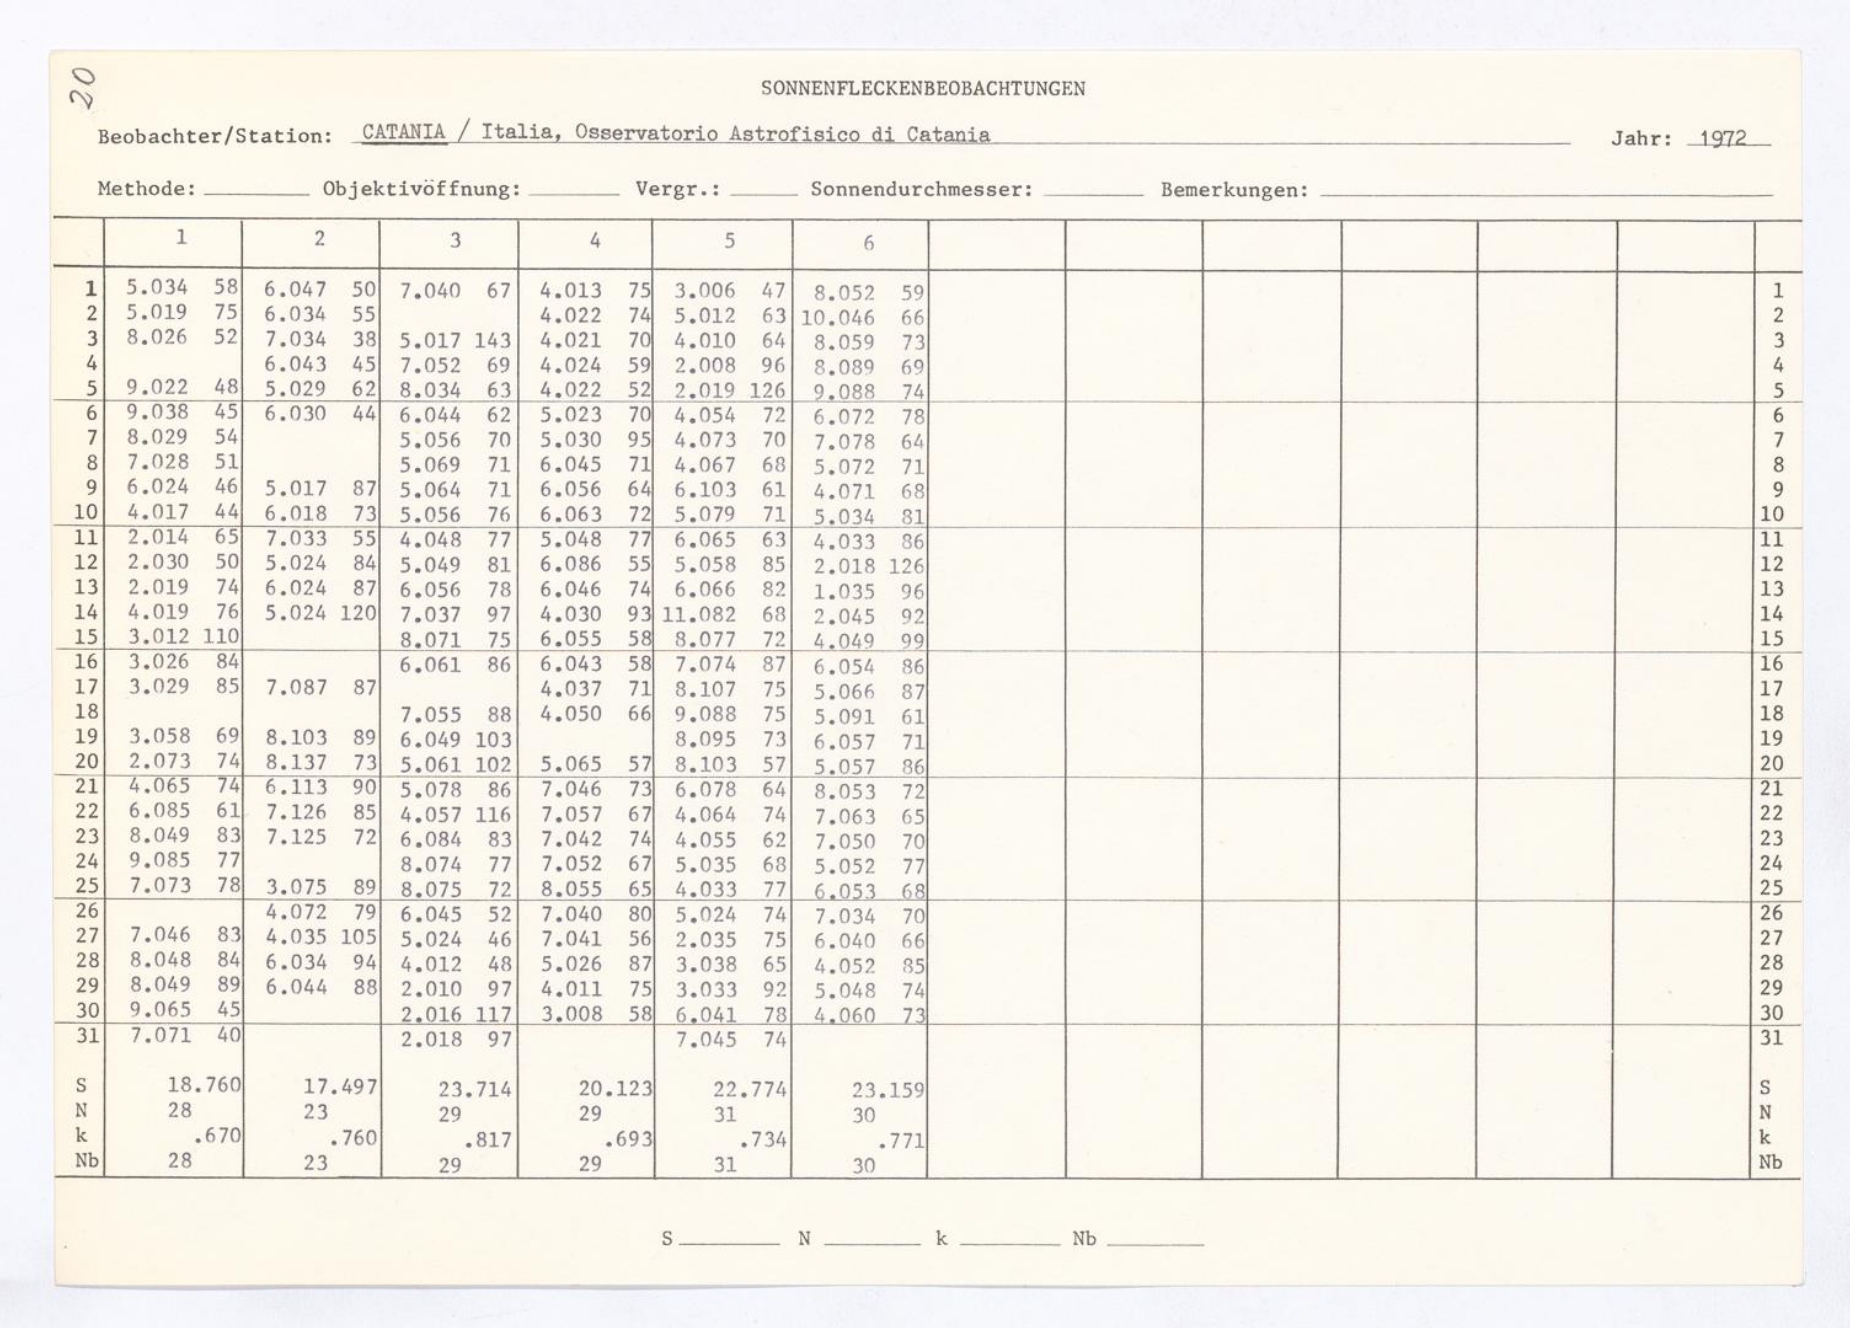 20
SONNENFLECKENBEOBACHTUNGEN
Beobachter/Station: CATANIA / Italia, Osservatorio Astrofisico di Catania Jahr: 1972
Methode: Objektivöffnung: Vergr.: Sonnendurchmesser: Bemerkungen:
1 2 3 4 5 6
1 5.034 58 6.047 50 7.040 67 4.013 75 3.006 47 8.052 59 1
2 5.019 75 6.034 55 4.022 74 5.012 63 10.046 66 2
3 8.026 52 7.034 38 5.017 143 4.021 70 4.010 64 8.059 73 3
4 6.043 45 7.052 69 4.024 59 2.008 96 8.089 69 4
5 9.022 48 5.029 62 8.034 63 4.022 52 2.019 126 9.088 74 5
6 9.038 45 6.030 44 6.044 62 5.023 70 4.054 72 6.072 78 6
7 8.029 54 5.056 70 5.030 95 4.073 70 7.078 64 7
8 7.028 51 5.069 71 6.045 71 4.067 68 5.072 71 8
9 6.024 46 5.017 87 5.064 71 6.056 64 6.103 61 4.071 68 9
10 4.017 44 6.018 73 5.056 76 6.063 72 5.079 71 5.034 81 10
11 2.014 65 7.033 55 4.048 77 5.048 77 6.065 63 4.033 86 11
12 2.030 50 5.024 84 5.049 81 6.086 55 5.058 85 2.018 126 12
13 2.019 74 6.024 87 6.056 78 6.046 74 6.066 82 1.035 96 13
14 4.019 76 5.024 120 7.037 97 4.030 93 11.082 68 2.045 92 14
15 3.012 110 8.071 75 6.055 58 8.077 72 4.049 99 15
16 3.026 84 6.061 86 6.043 58 7.074 87 6.054 86 16
17 3.029 85 7.087 87 4.037 71 8.107 75 5.066 87 17
18 7.055 88 4.050 66 9.088 75 5.091 61 18
19 3.058 69 8.103 89 6.049 103 8.095 73 6.057 71 19
20 2.073 74 8.137 73 5.061 102 5.065 57 8.103 57 5.057 86 20
21 4.065 74 6.113 90 5.078 86 7.046 73 6.078 64 8.053 72 21
22 6.085 61 7.126 85 4.057 116 7.057 67 4.064 74 7.063 65 22
23 8.049 83 7.125 72 6.084 83 7.042 74 4.055 62 7.050 70 23
24 9.085 77 8.074 77 7.052 67 5.035 68 5.052 77 24
25 7.073 78 3.075 89 8.075 72 8.055 65 4.033 77 6.053 68 25
26 4.072 79 6.045 52 7.040 80 5.024 74 7.034 70 26
27 7.046 83 4.035 105 5.024 46 7.041 56 2.035 75 6.040 66 27
28 8.048 84 6.034 94 4.012 48 5.026 87 3.038 65 4.052 85 28
29 8.049 89 6.044 88 2.010 97 4.011 75 3.033 92 5.048 74 29
30 9.065 45 2.016 117 3.008 58 6.041 78 4.060 73 30
31 7.071 40 2.018 97 7.045 74 31
S 18.760 17.497 23.714 20.123 22.774 23.159 S
N 28 23 29 29 31 30 N
k .670 .760 .817 .693 .734 .771 k
Nb 28 23 29 29 31 30 Nb
S N k Nb